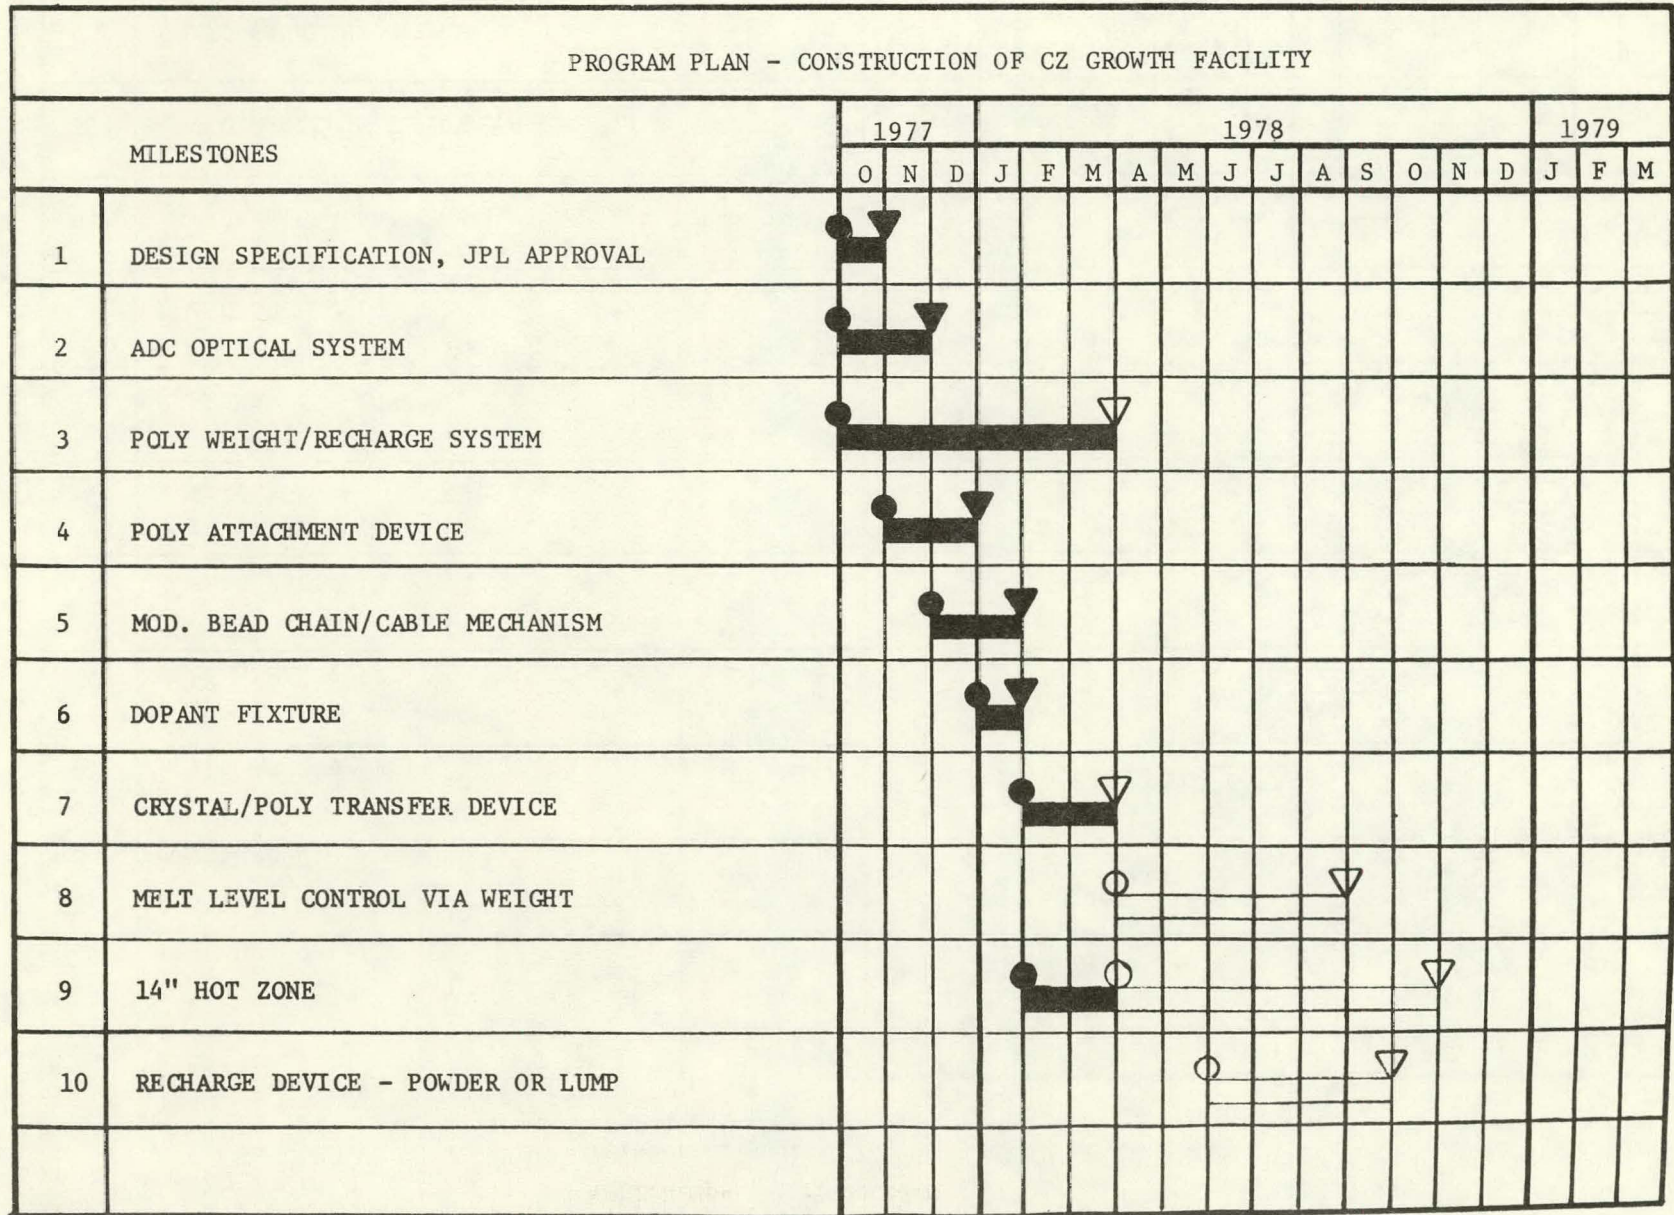 PROGRAM PLAN - CONSTRUCTION OF CZ GROWTH FACILITY
MILESTONES
1977 1978 1979
O N D J F M A M J J A S O N D J F M
1 DESIGN SPECIFICATION, JPL APPROVAL
2 ADC OPTICAL SYSTEM
3 POLY WEIGHT/RECHARGE SYSTEM
4 POLY ATTACHMENT DEVICE
5 MOD. BEAD CHAIN/CABLE MECHANISM
6 DOPANT FIXTURE
7 CRYSTAL/POLY TRANSFER DEVICE
8 MELT LEVEL CONTROL VIA WEIGHT
9 14" HOT ZONE
10 RECHARGE DEVICE - POWDER OR LUMP